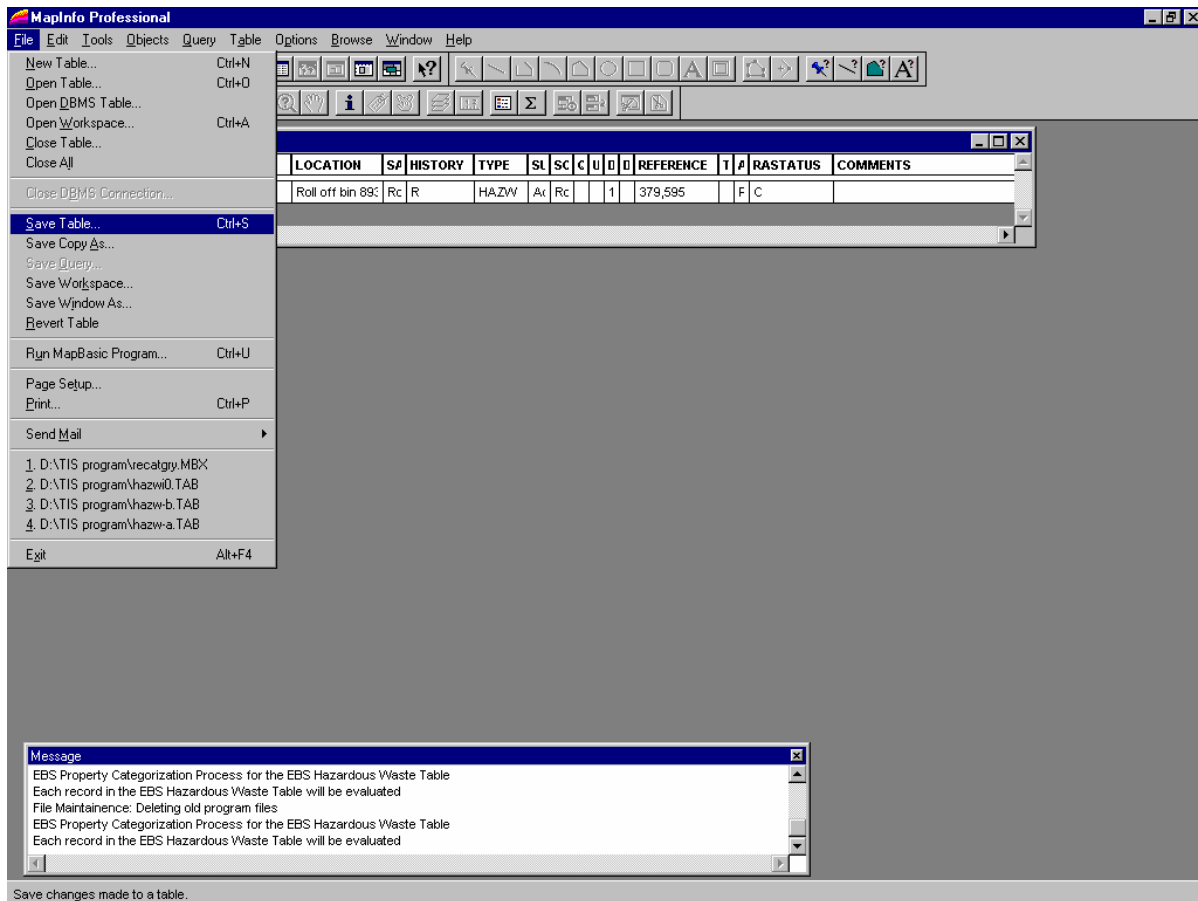 MapInfo Professional
File Edit Tools Objects Query Table Options Browse Window Help
New Table... Ctrl+N
Open Table... Ctrl+O
Open DBMS Table...
Open Workspace... Ctrl+A
Close Table...
Close All
Close DBMS Connection...
Save Table... Ctrl+S
Save Copy As...
Save Query...
Save Workspace...
Save Window As...
Revert Table
Run MapBasic Program... Ctrl+U
Page Setup...
Print... Ctrl+P
Send Mail
1. D:\TIS program\recatgry.MBX
2. D:\TIS program\hazwi0.TAB
3. D:\TIS program\hazw-b.TAB
4. D:\TIS program\hazw-a.TAB
Exit Alt+F4
LOCATION SA HISTORY TYPE SL SC C U D D REFERENCE T A RASTATUS COMMENTS
Roll off bin 893 Rc R HAZW Ac Rc 1 379,595 F C
Message
EBS Property Categorization Process for the EBS Hazardous Waste Table
Each record in the EBS Hazardous Waste Table will be evaluated
File Maintainence: Deleting old program files
EBS Property Categorization Process for the EBS Hazardous Waste Table
Each record in the EBS Hazardous Waste Table will be evaluated
Save changes made to a table.